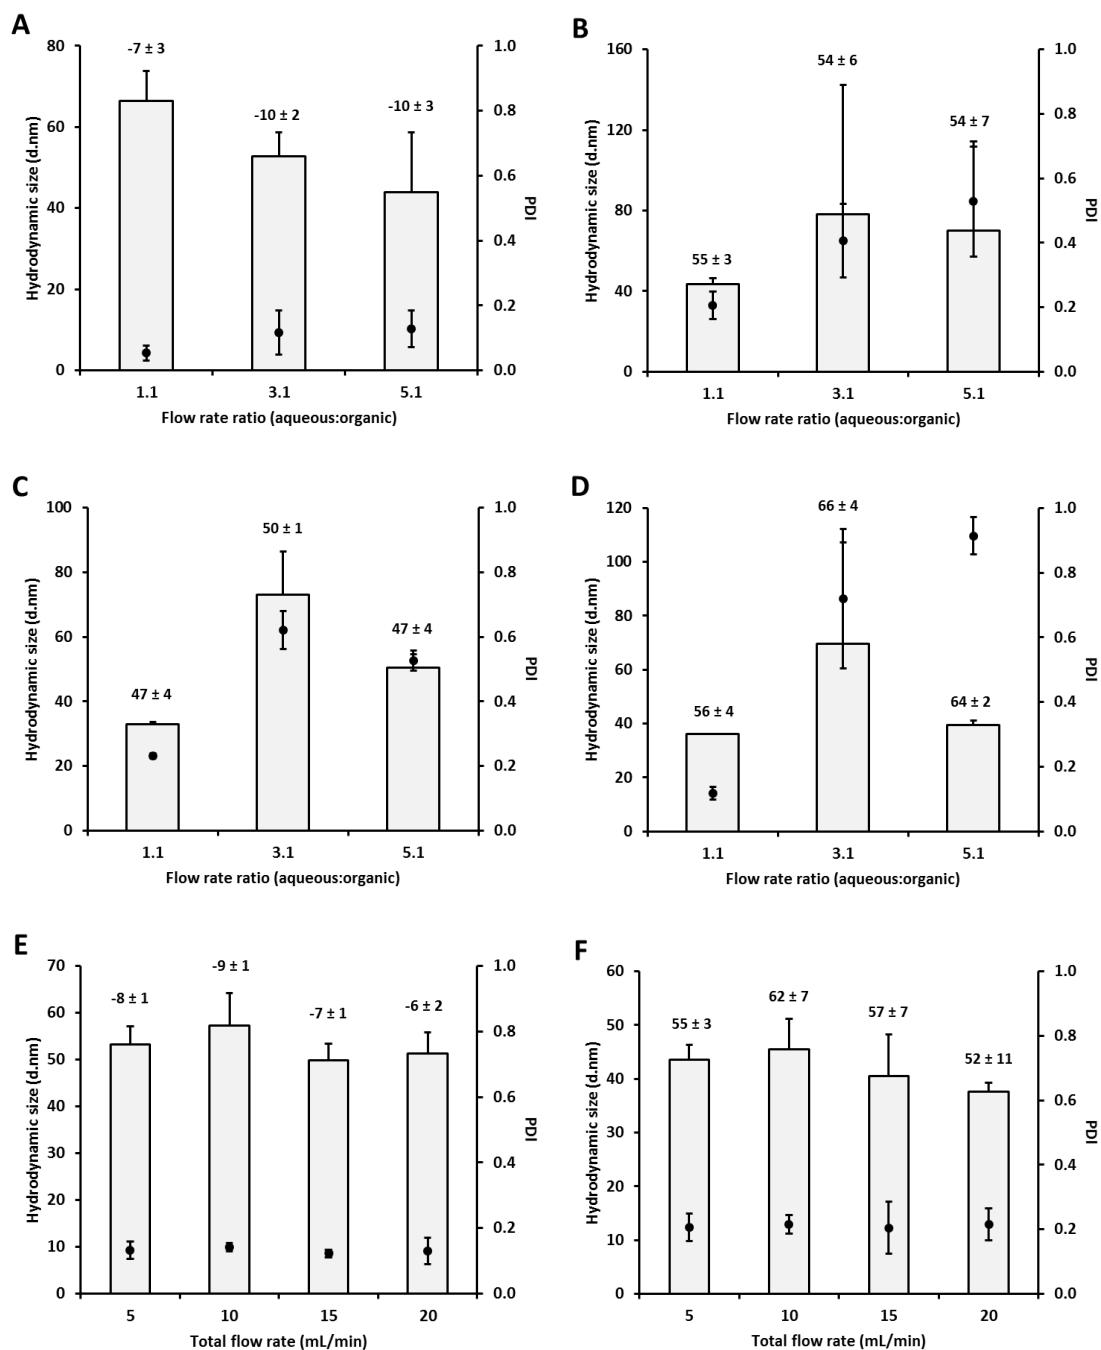 A
Hydrodynamic size (d.nm)
80
60
40
20
0
-7 ± 3
-10 ± 2
-10 ± 3
1.0
0.8
0.6
0.4
0.2
0.0
PDI
1.1 3.1 5.1
Flow rate ratio (aqueous:organic)
B
Hydrodynamic size (d.nm)
160
120
80
40
0
55 ± 3
54 ± 6
54 ± 7
1.0
0.8
0.6
0.4
0.2
0.0
PDI
1.1 3.1 5.1
Flow rate ratio (aqueous:organic)
C
Hydrodynamic size (d.nm)
100
80
60
40
20
0
47 ± 4
50 ± 1
47 ± 4
1.0
0.8
0.6
0.4
0.2
0.0
PDI
1.1 3.1 5.1
Flow rate ratio (aqueous:organic)
D
Hydrodynamic size (d.nm)
120
100
80
60
40
20
0
56 ± 4
66 ± 4
64 ± 2
1.0
0.8
0.6
0.4
0.2
0.0
PDI
1.1 3.1 5.1
Flow rate ratio (aqueous:organic)
E
Hydrodynamic size (d.nm)
70
60
50
40
30
20
10
0
-8 ± 1
-9 ± 1
-7 ± 1
-6 ± 2
1.0
0.8
0.6
0.4
0.2
0.0
PDI
5 10 15 20
Total flow rate (mL/min)
F
Hydrodynamic size (d.nm)
60
50
40
30
20
10
0
55 ± 3
62 ± 7
57 ± 7
52 ± 11
1.0
0.8
0.6
0.4
0.2
0.0
PDI
5 10 15 20
Total flow rate (mL/min)